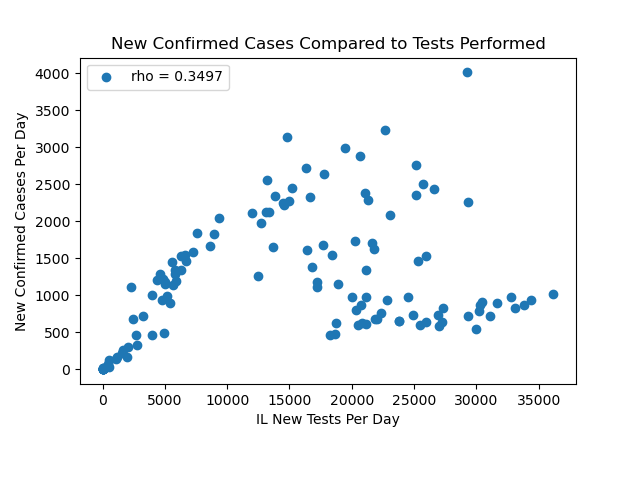 New Confirmed Cases Compared to Tests Performed
rho = 0.3497
4000
3500
3000
2500
2000
1500
1000
500
0
New Confirmed Caeses Per Day
0 5000 10000 15000 20000 25000 30000 35000
IL New Tests Per Day